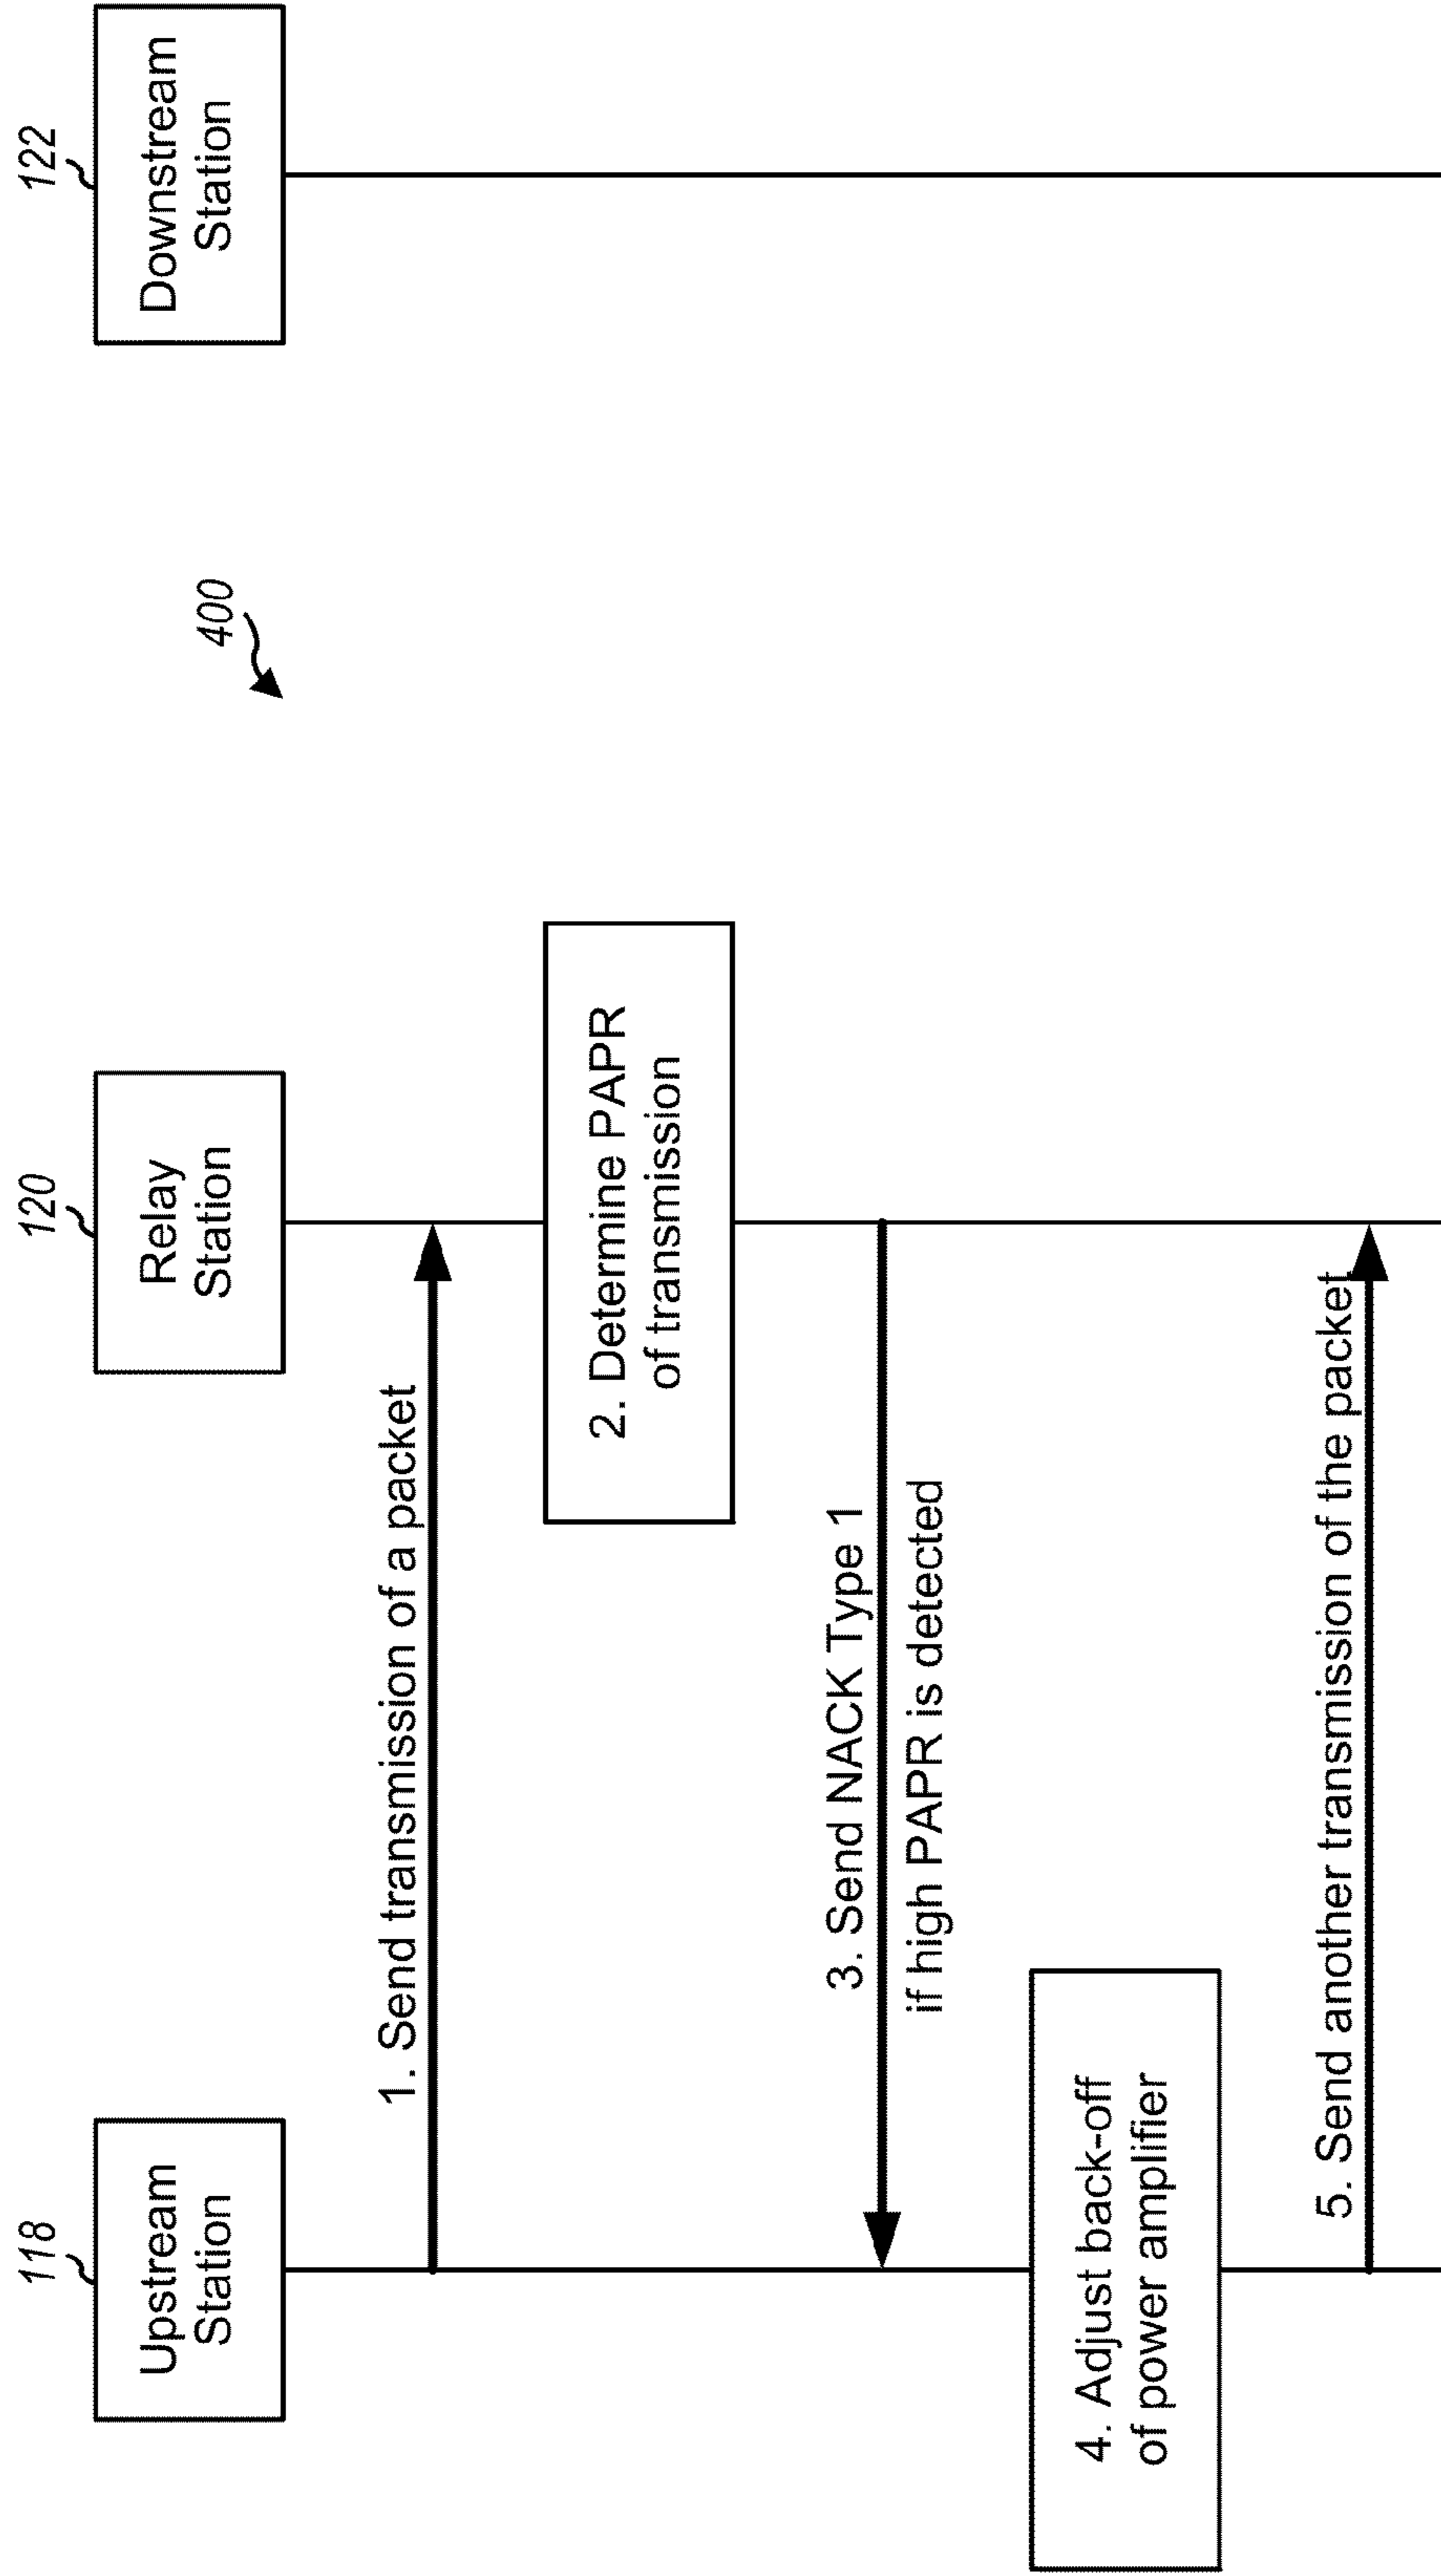 118
Upstream
Station
120
Relay
Station
122
Downstream
Station
400
1. Send transmission of a packet
2. Determine PAPR
of transmission
3. Send NACK Type 1
if high PAPR is detected
4. Adjust back-off
of power amplifier
5. Send another transmission of the packet